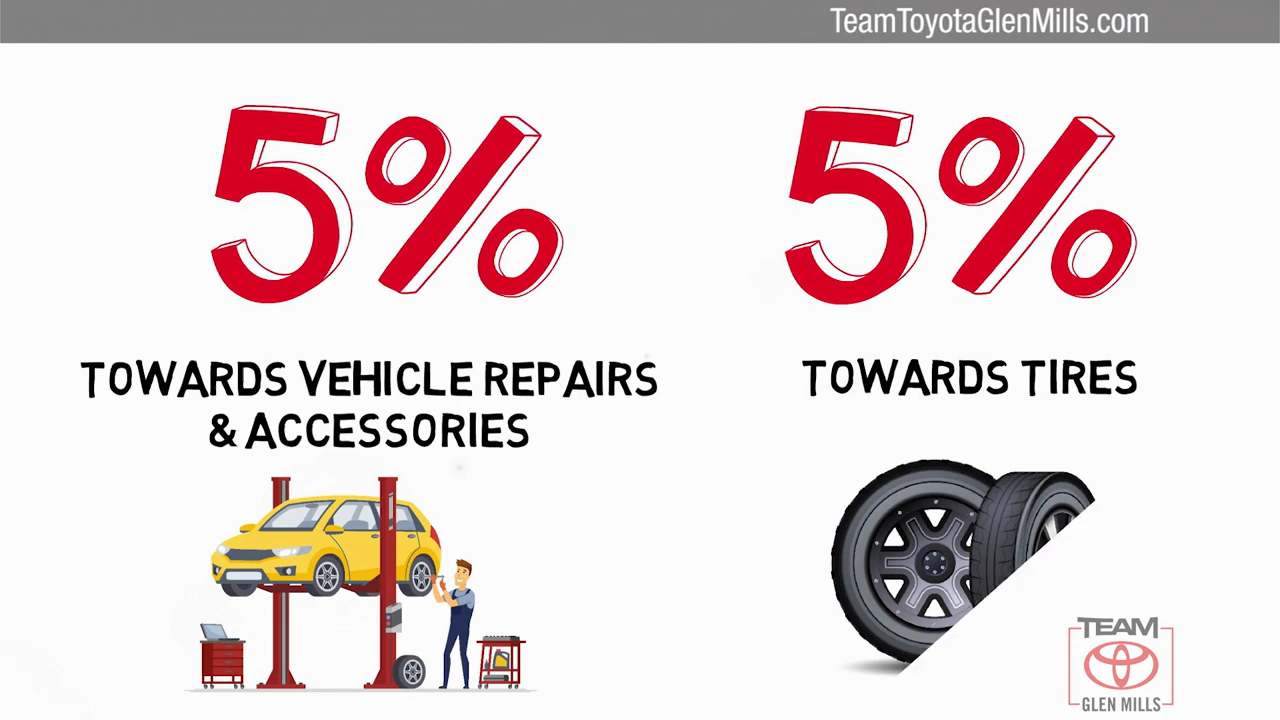 TeamToyotaGlenMills.com
5%
5%
TOWARDS VEHICLE REPAIRS
& ACCESSORIES
TOWARDS TIRES
TEAM
GLEN MILLS